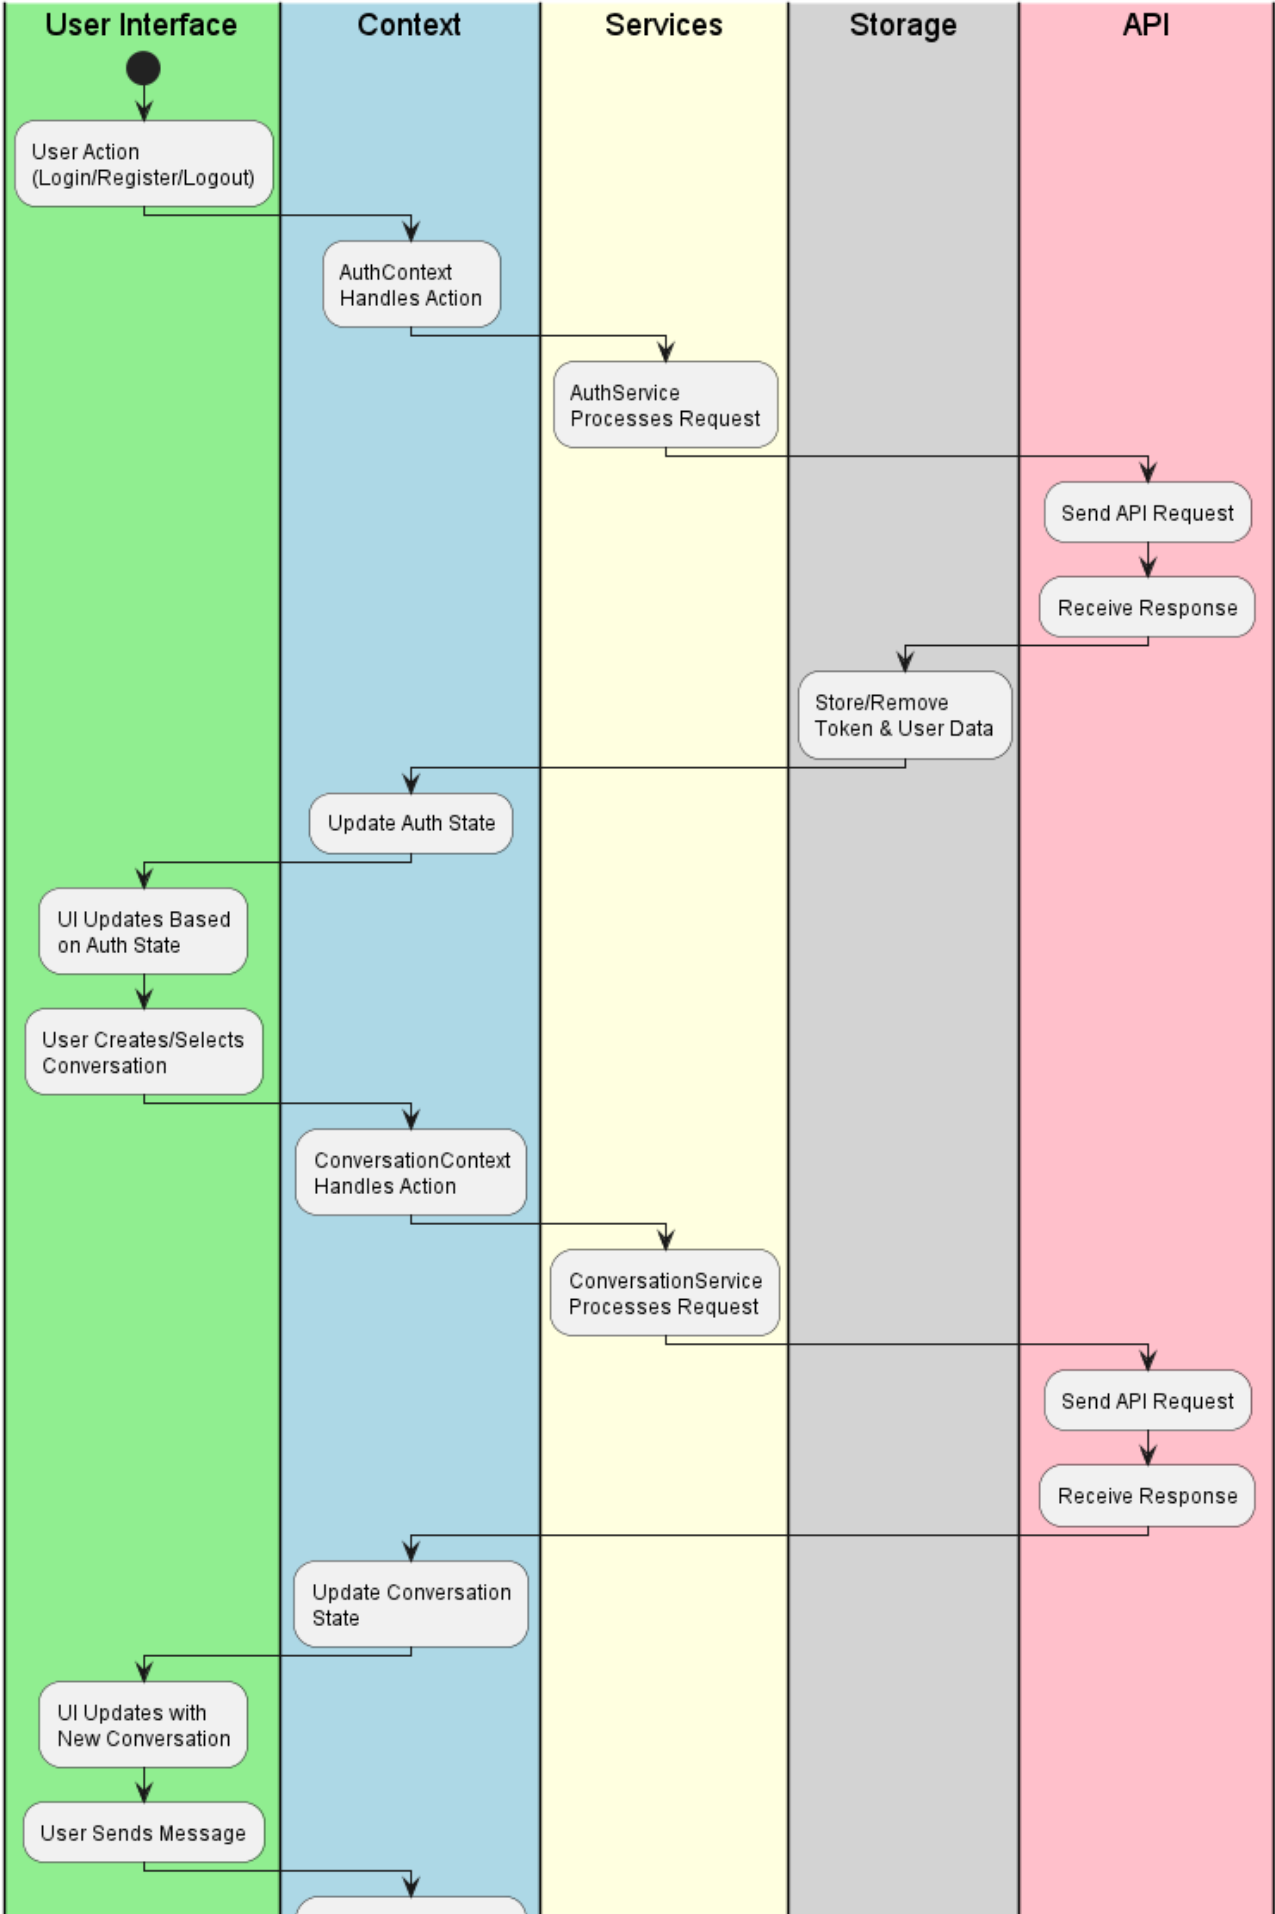 User Interface
Context
Services
Storage
API
User Action
(Login/Register/Logout)
AuthContext
Handles Action
AuthService
Processes Request
Send API Request
Receive Response
Store/Remove
Token & User Data
Update Auth State
UI Updates Based
on Auth State
User Creates/Selects
Conversation
ConversationContext
Handles Action
ConversationService
Processes Request
Send API Request
Receive Response
Update Conversation
State
UI Updates with
New Conversation
User Sends Message